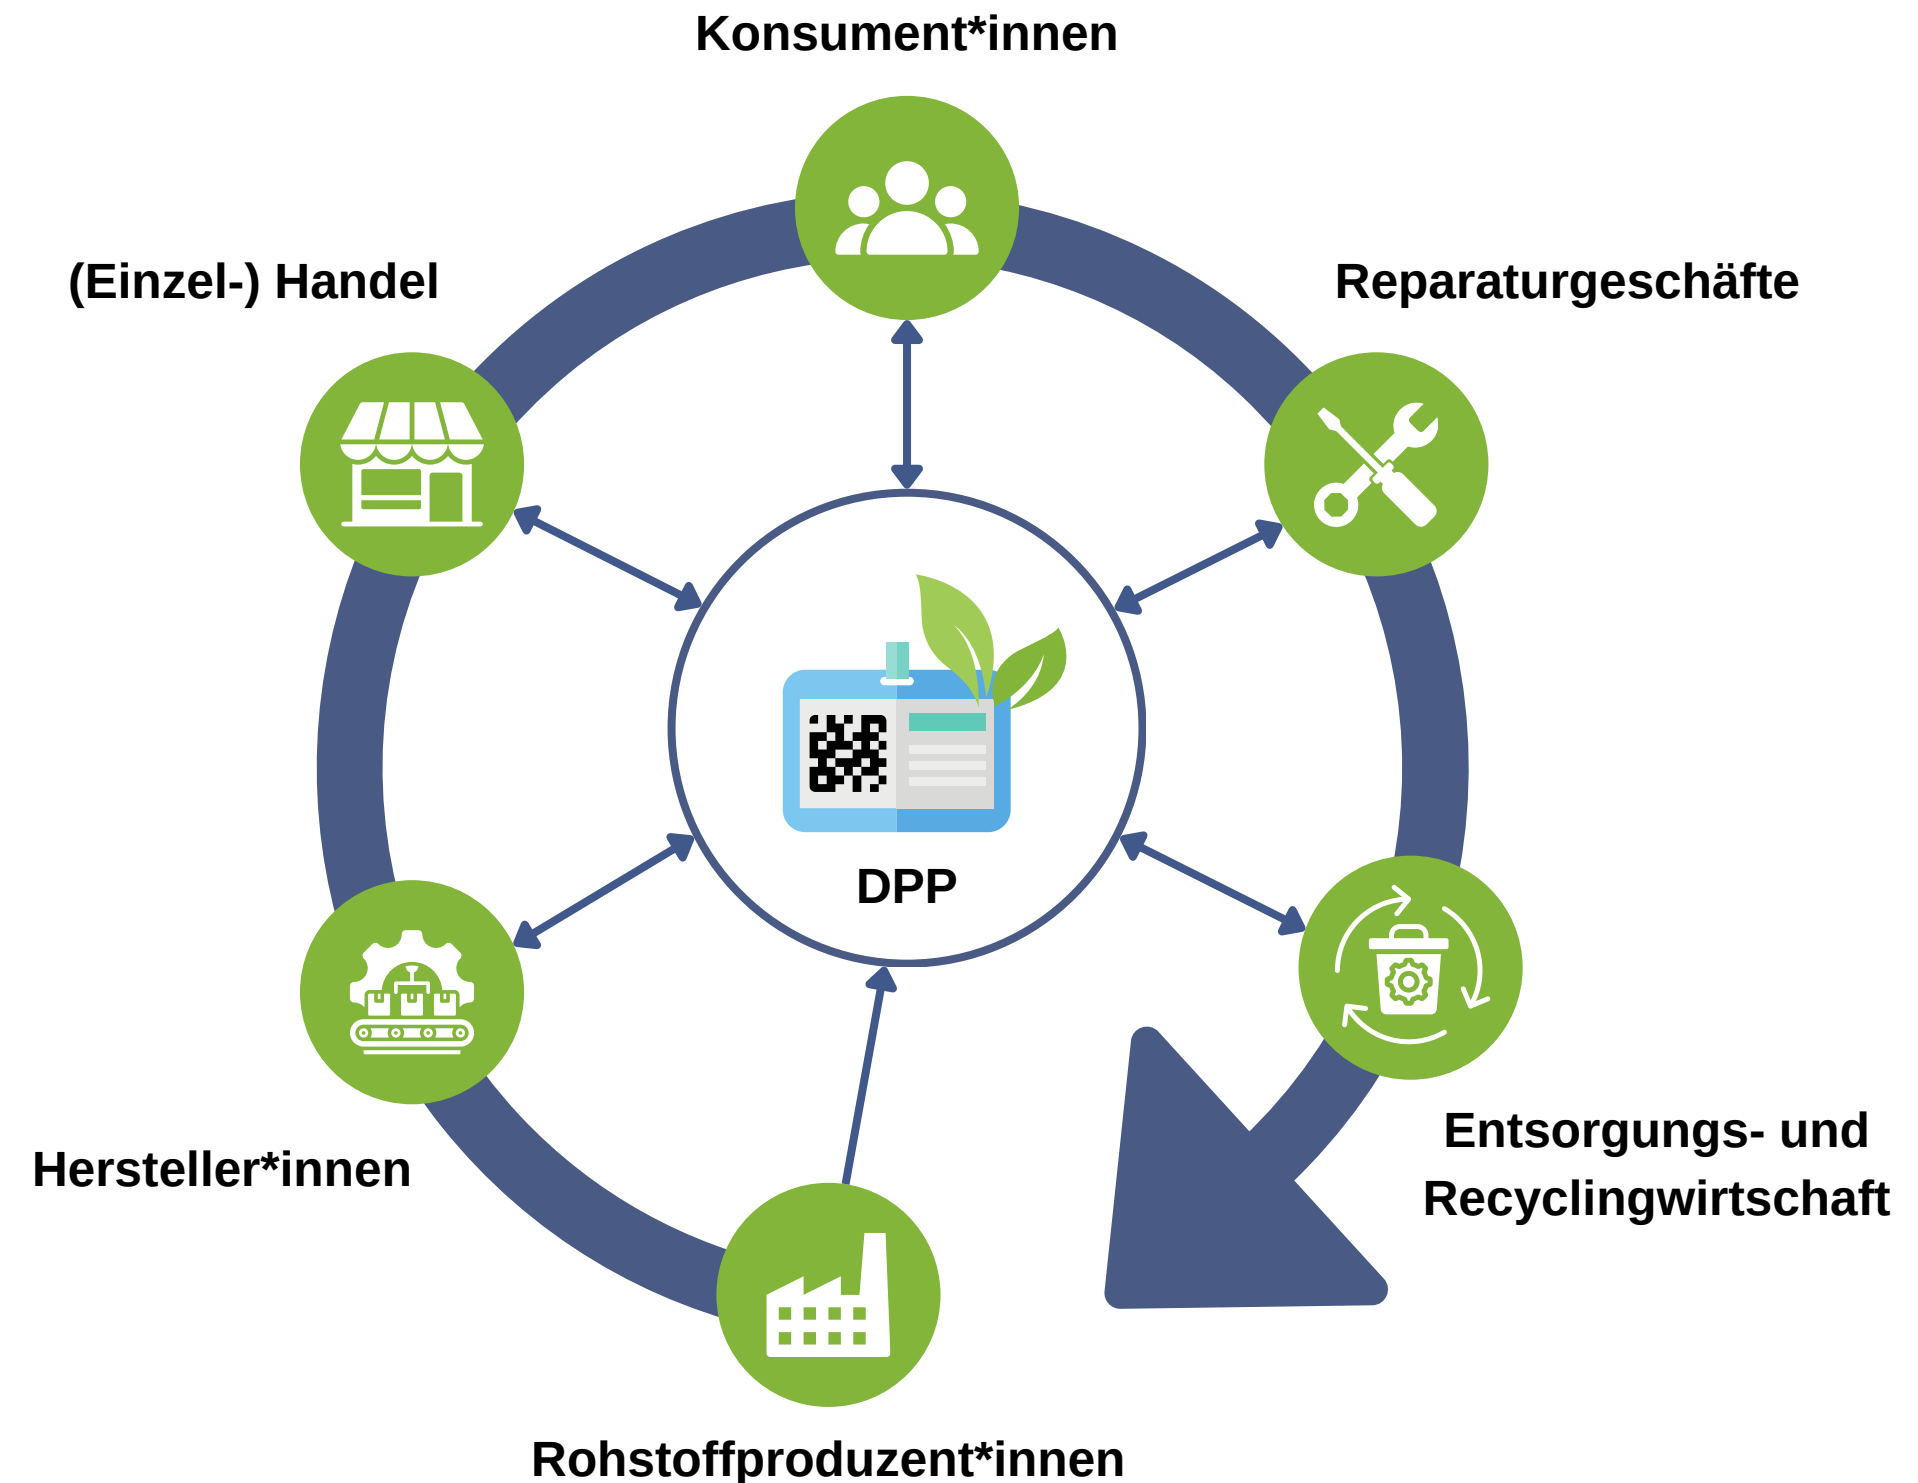 Konsument*innen
(Einzel-) Handel
Reparaturgeschäfte
DPP
Entsorgungs- und
Recyclingwirtschaft
Hersteller*innen
Rohstoffproduzent*innen